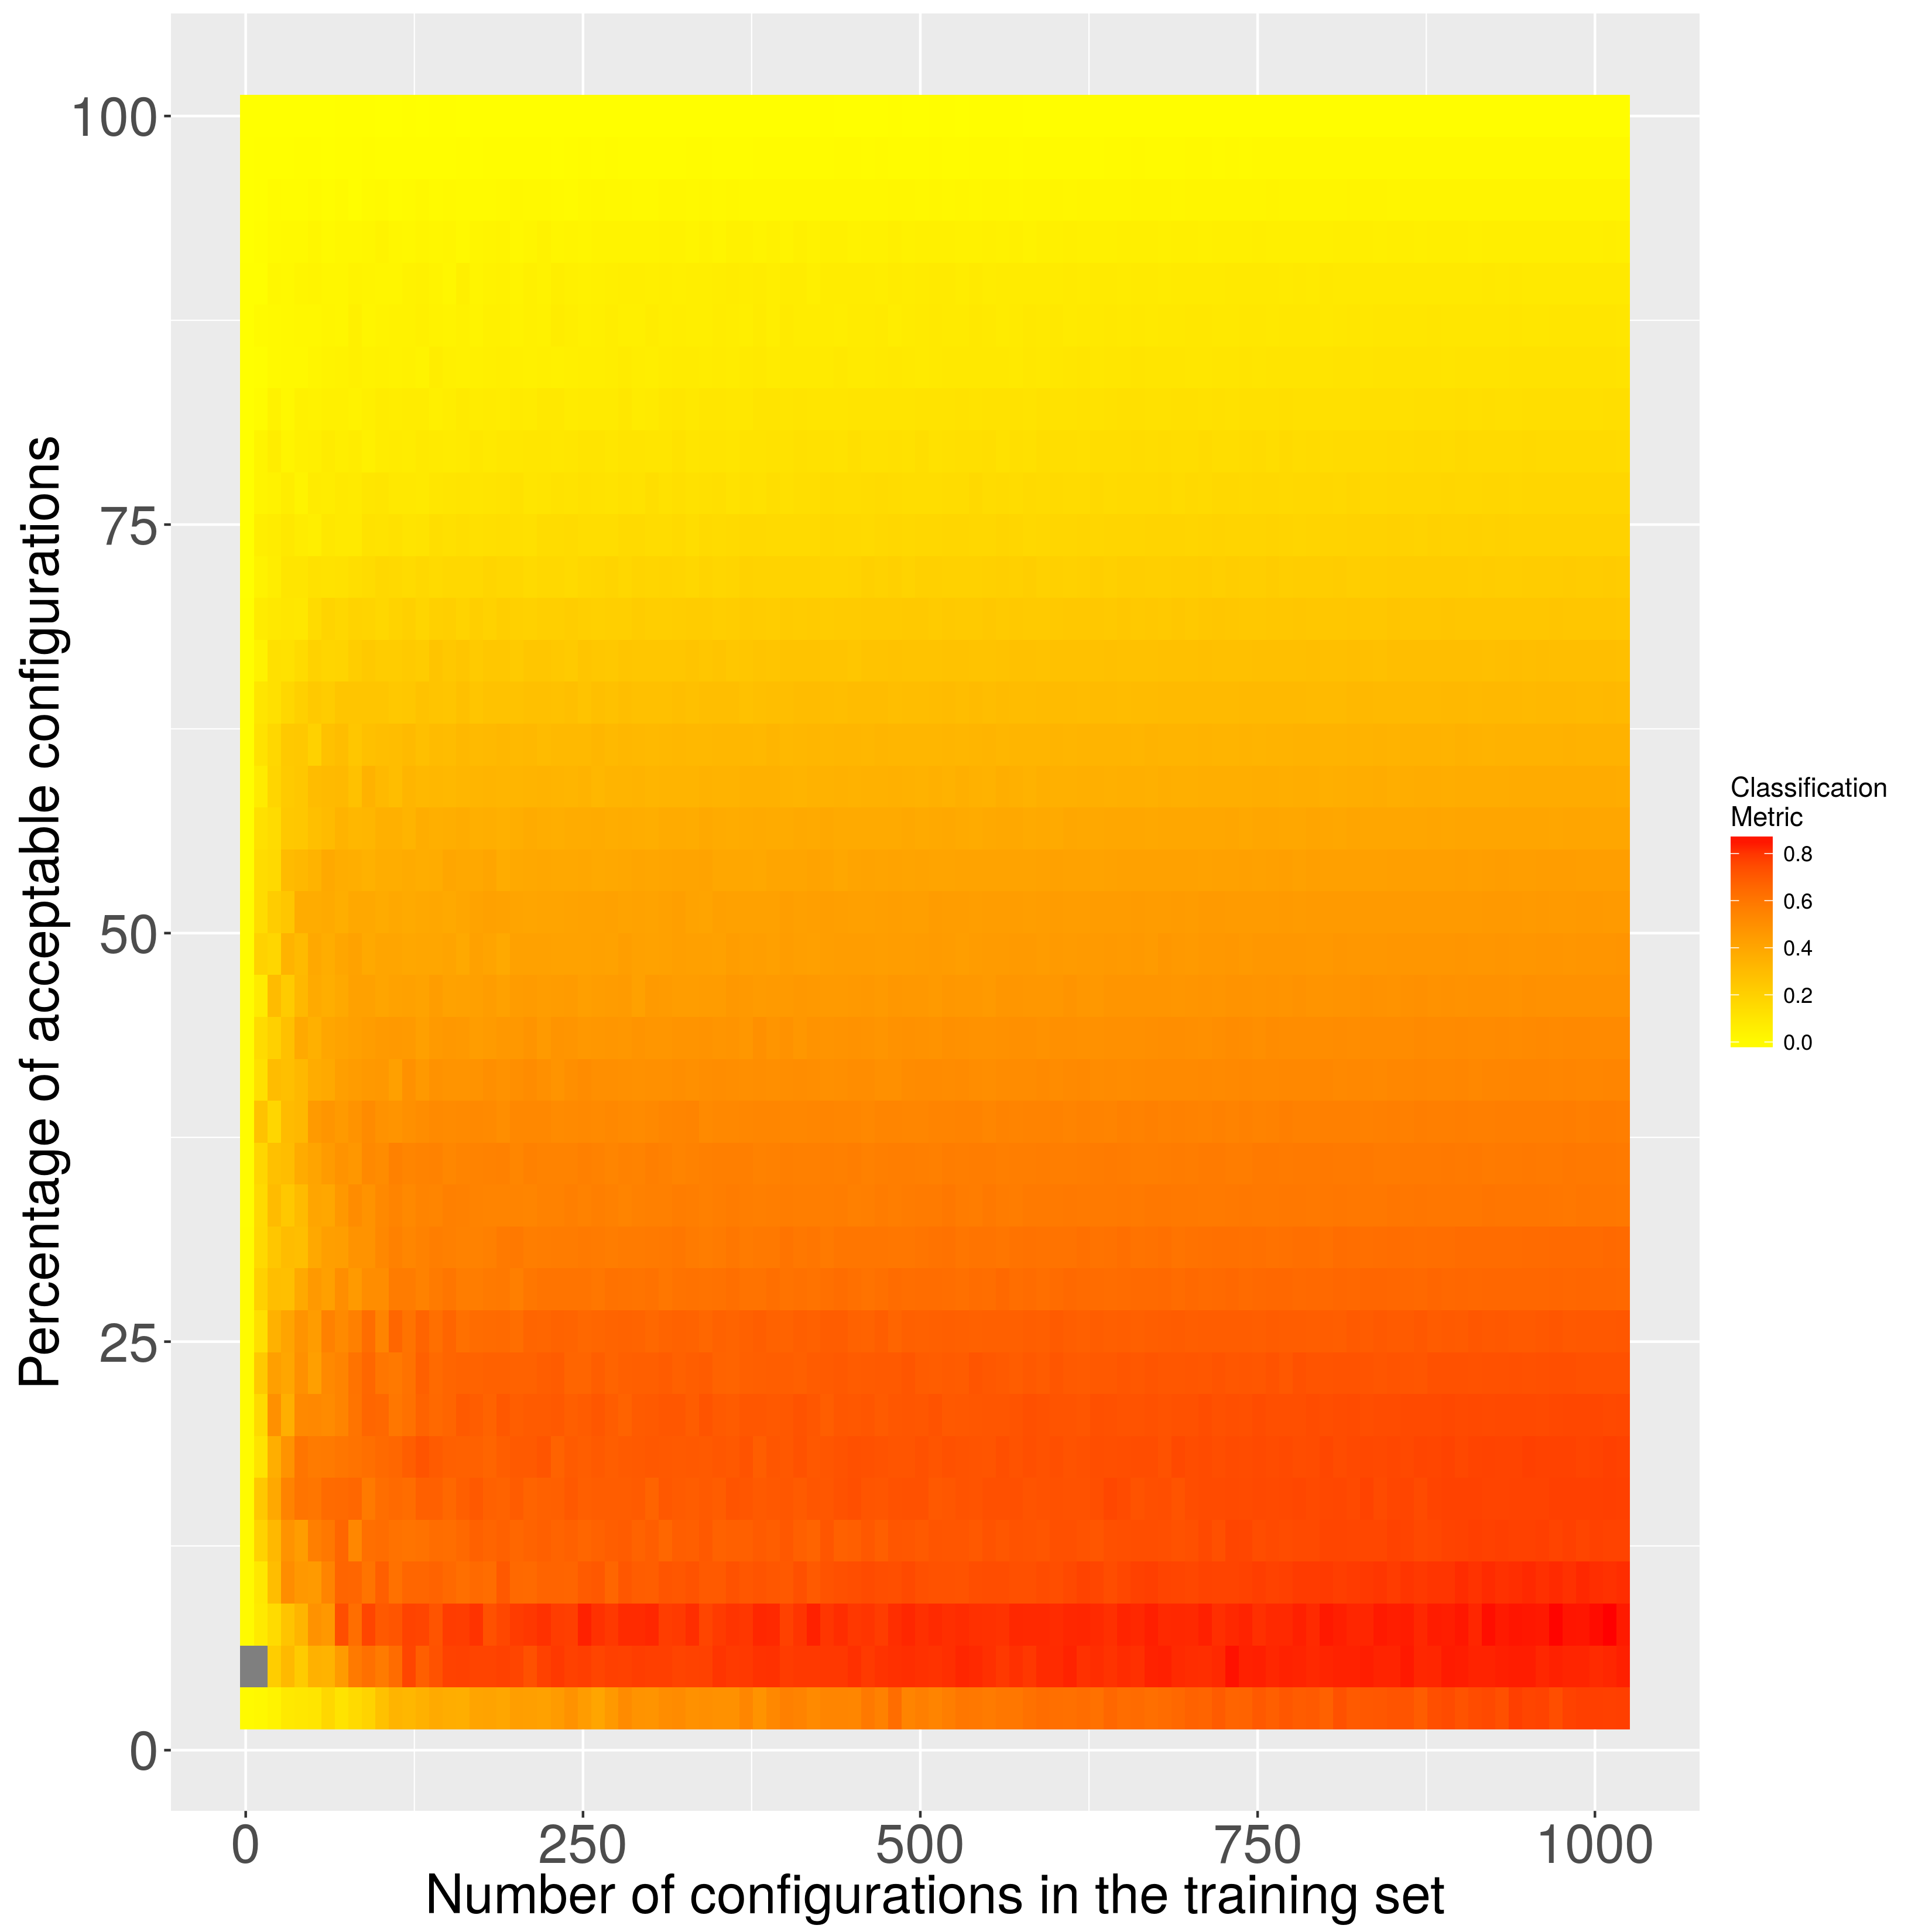 100
75
50
25
0
Percentage of acceptable configurations
0 250 500 750 1000
Number of configurations in the training set
Classification
Metric
0.8
0.6
0.4
0.2
0.0